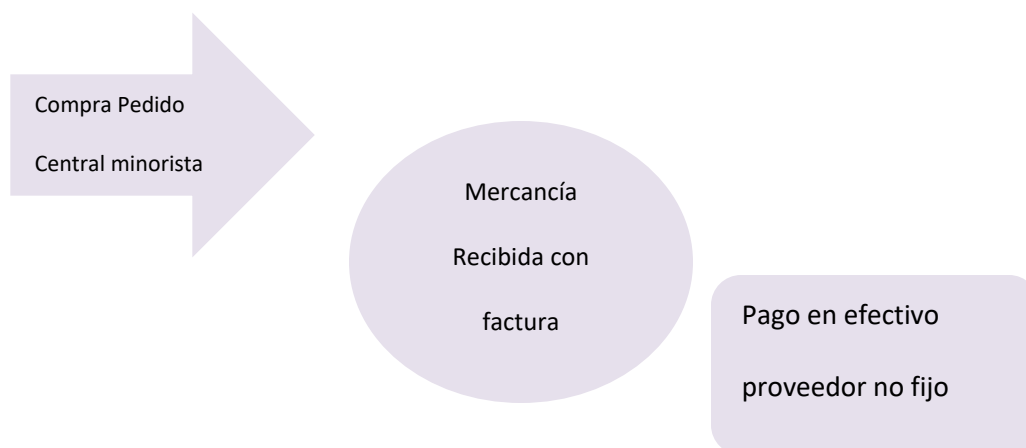 Compra Pedido
Central minorista
Mercancía
Recibida con
factura
Pago en efectivo
proveedor no fijo